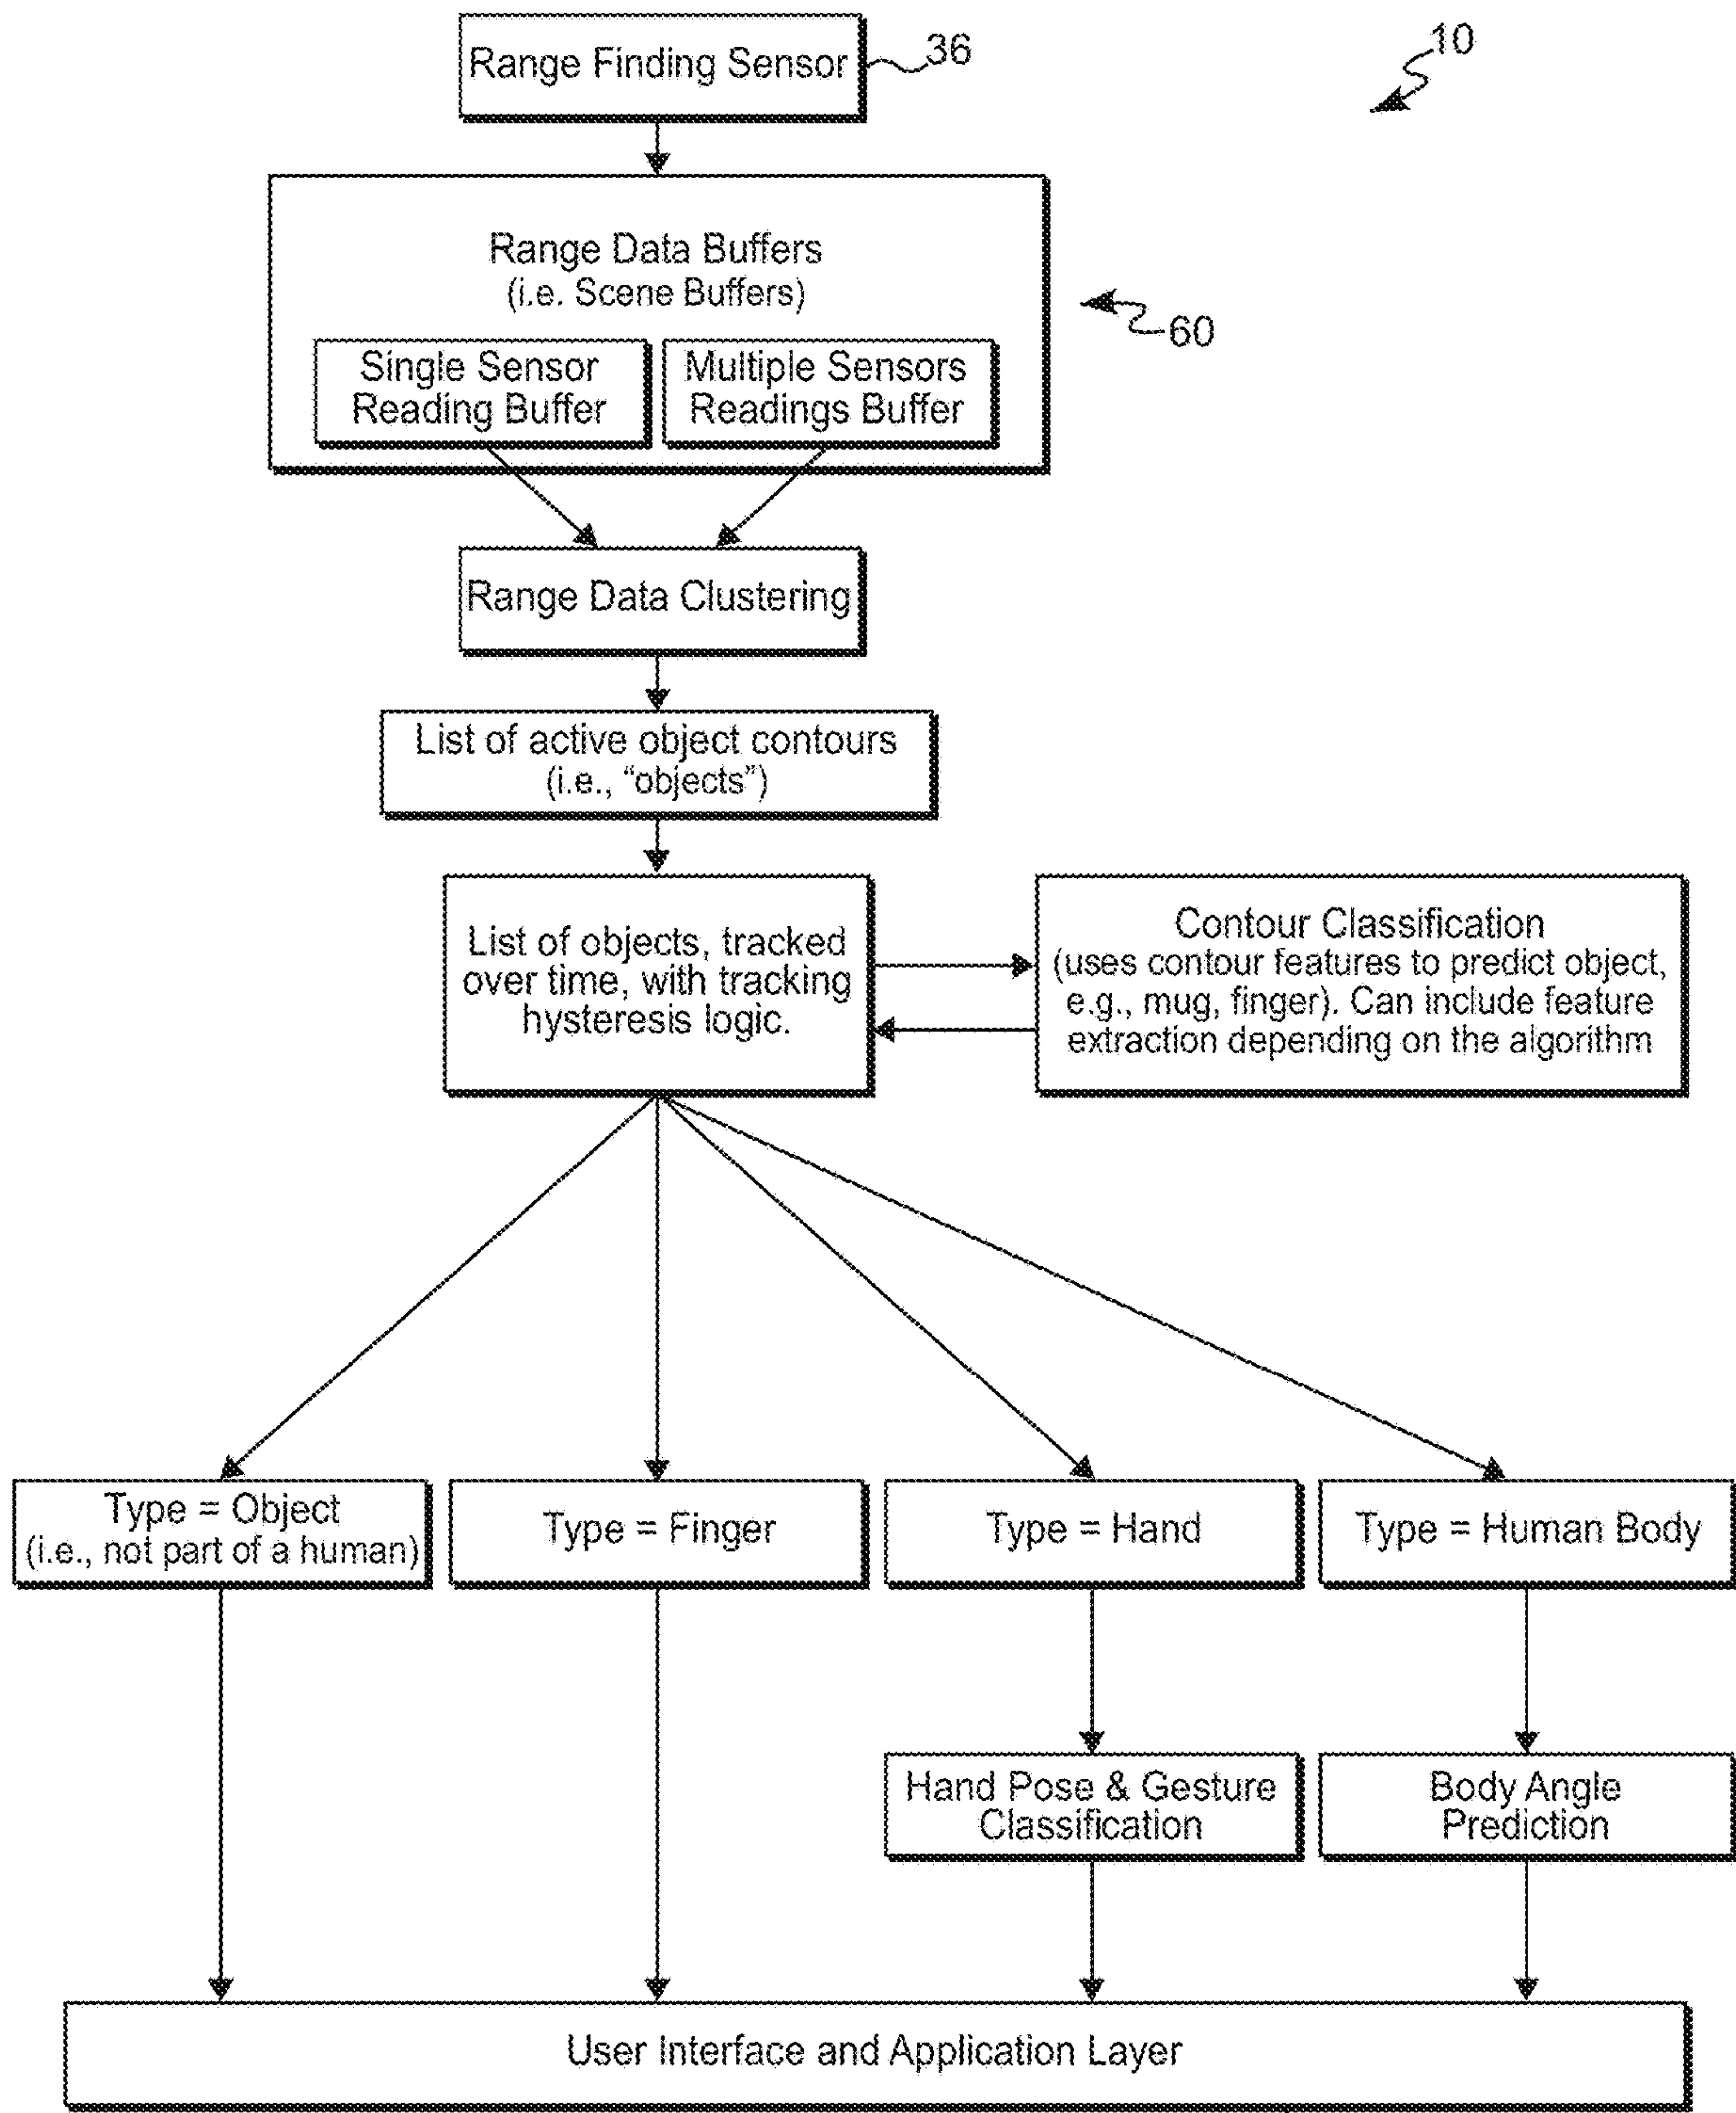 Range Finding Sensor
36
10
Range Data Buffers
(i.e. Scene Buffers)
60
Single Sensor
Reading Buffer
Multiple Sensors
Readings Buffer
Range Data Clustering
List of active object contours
(i.e., “objects”)
List of objects, tracked
over time, with tracking
hysteresis logic.
Contour Classification
(uses contour features to predict object,
e.g., mug, finger). Can include feature
extraction depending on the algorithm
Type = Object
(i.e., not part of a human)
Type = Finger
Type = Hand
Type = Human Body
Hand Pose & Gesture
Classification
Body Angle
Prediction
User Interface and Application Layer